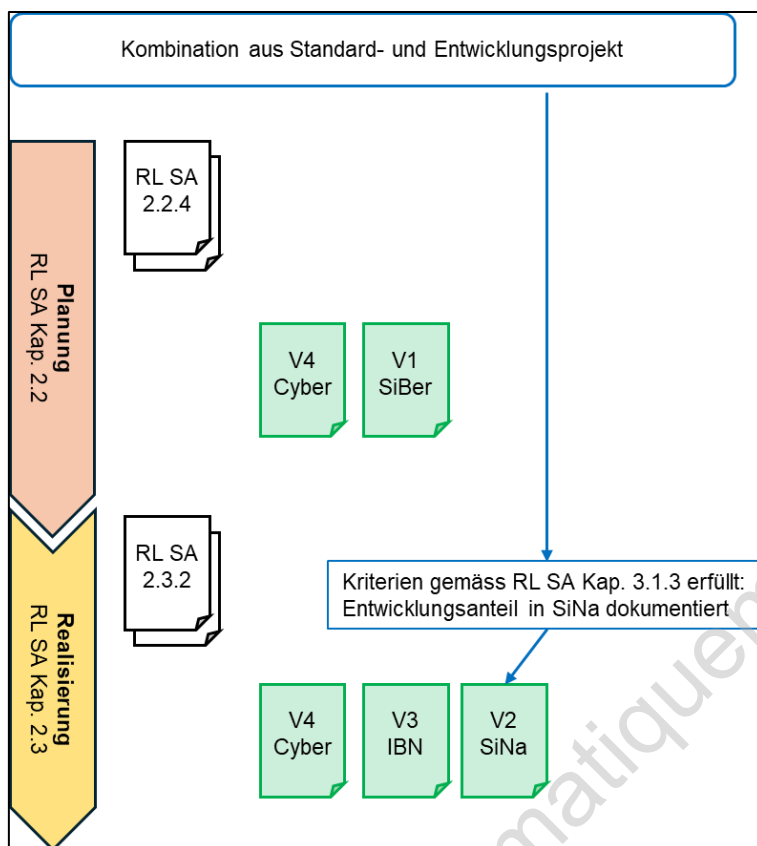 Kombination aus Standard- und Entwicklungsprojekt
Planung
RL SA Kap. 2.2
RL SA
2.2.4
V4
Cyber
V1
SiBer
Realisierung
RL SA Kap. 2.3
RL SA
2.3.2
Kriterien gemäss RL SA Kap. 3.1.3 erfüllt:
Entwicklungsanteil in SiNa dokumentiert
V4
Cyber
V3
IBN
V2
SiNa